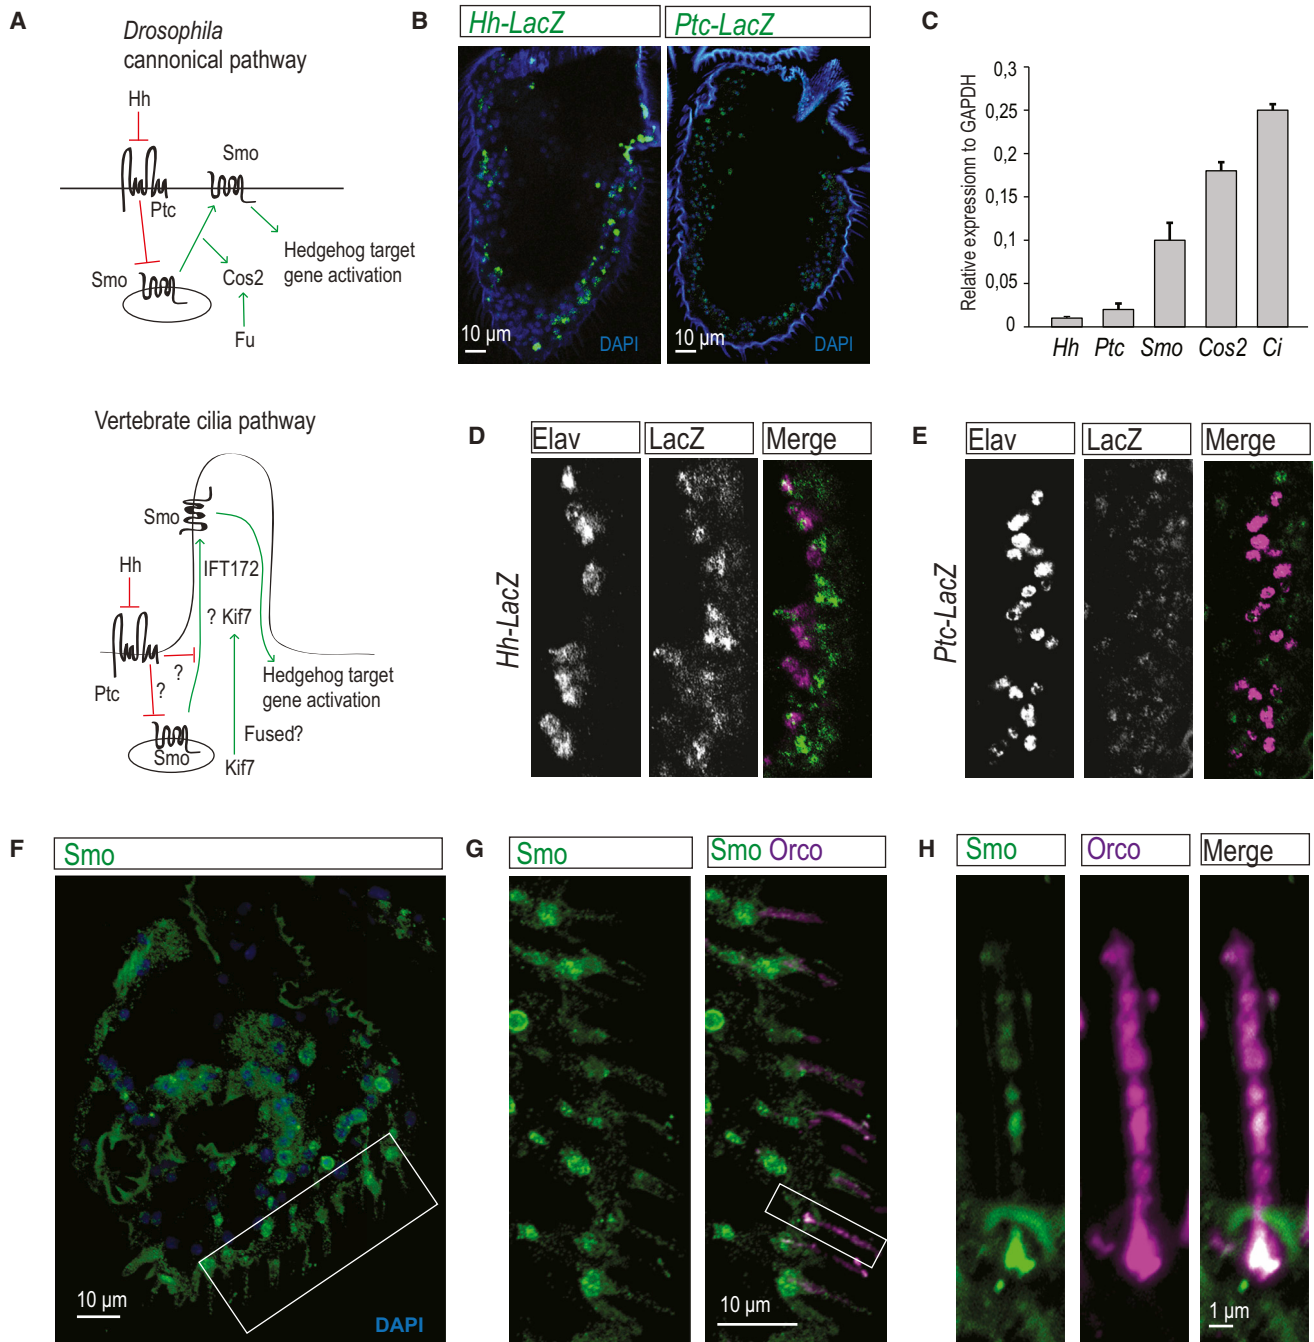 A
Drosophila
cannonical pathway
Hh
Smo
Ptc
Smo
Cos2
Hedgehog target
gene activation
Fu
Vertebrate cilia pathway
Smo
Hh
IFT172
? Kif7
?
?
Ptc
Hedgehog target
gene activation
Fused?
Smo
Kif7
B
Hh-LacZ
Ptc-LacZ
10 µm
DAPI
10 µm
DAPI
C
Relative expressionn to GAPDH
0,3
0,25
0,2
0,15
0,1
0,05
0
Hh Ptc Smo Cos2 Ci
D
Elav LacZ Merge
Hh-LacZ
E
Elav LacZ Merge
Ptc-LacZ
F
Smo
10 µm
DAPI
G
Smo
Smo Orco
10 µm
H
Smo Orco Merge
1 µm